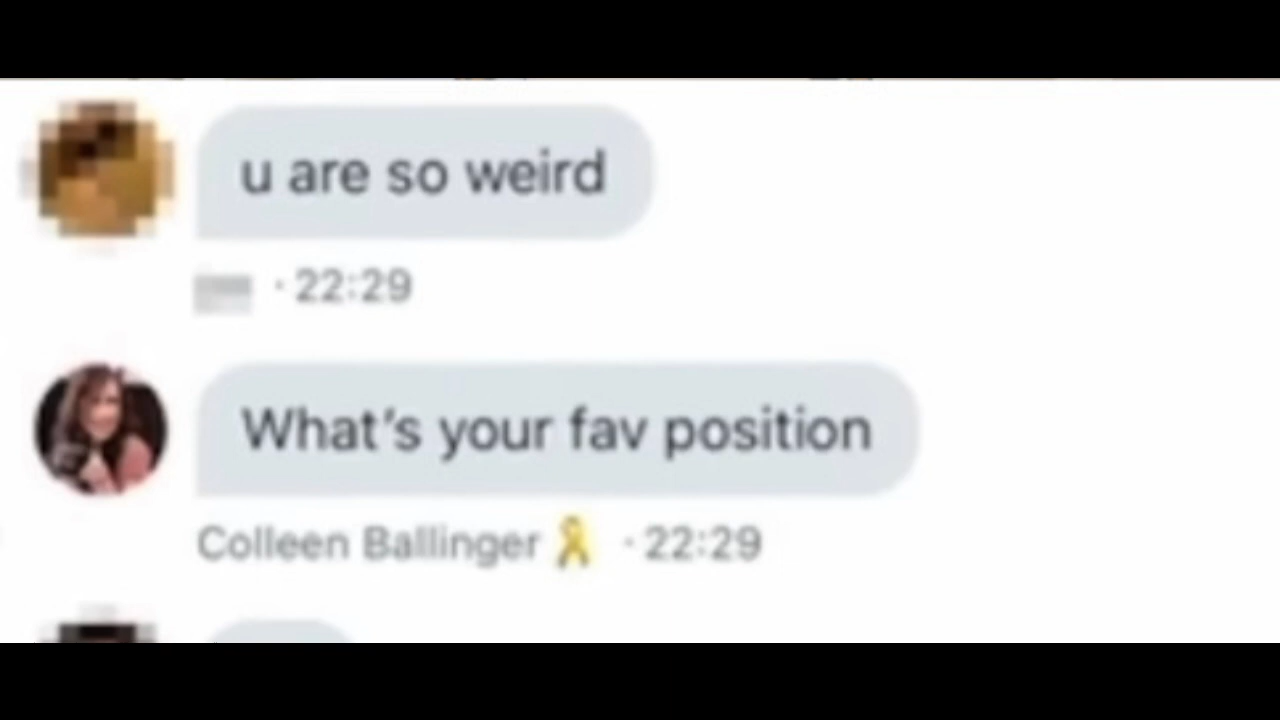 u are so weird
· 22:29
What's your fav position
Colleen Ballinger 🎗 · 22:29